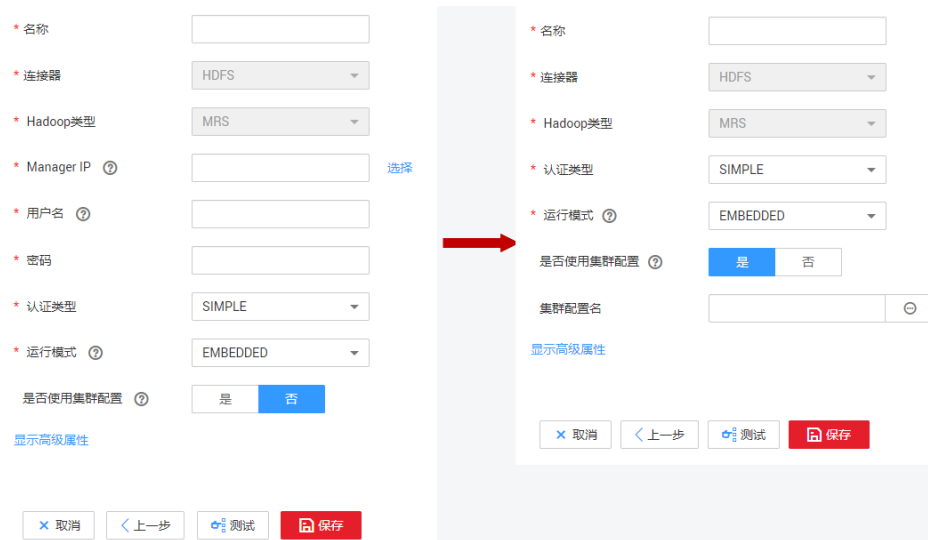 * 名称
* 连接器 HDFS
* Hadoop类型 MRS
* Manager IP ? 选择
* 用户名 ?
* 密码
* 认证类型 SIMPLE
* 运行模式 ? EMBEDDED
是否使用集群配置 ? 是 否
显示高级属性
× 取消 〈 上一步 测试 保存
* 名称
* 连接器 HDFS
* Hadoop类型 MRS
* 认证类型 SIMPLE
* 运行模式 ? EMBEDDED
是否使用集群配置 ? 是 否
集群配置名
显示高级属性
× 取消 〈 上一步 测试 保存